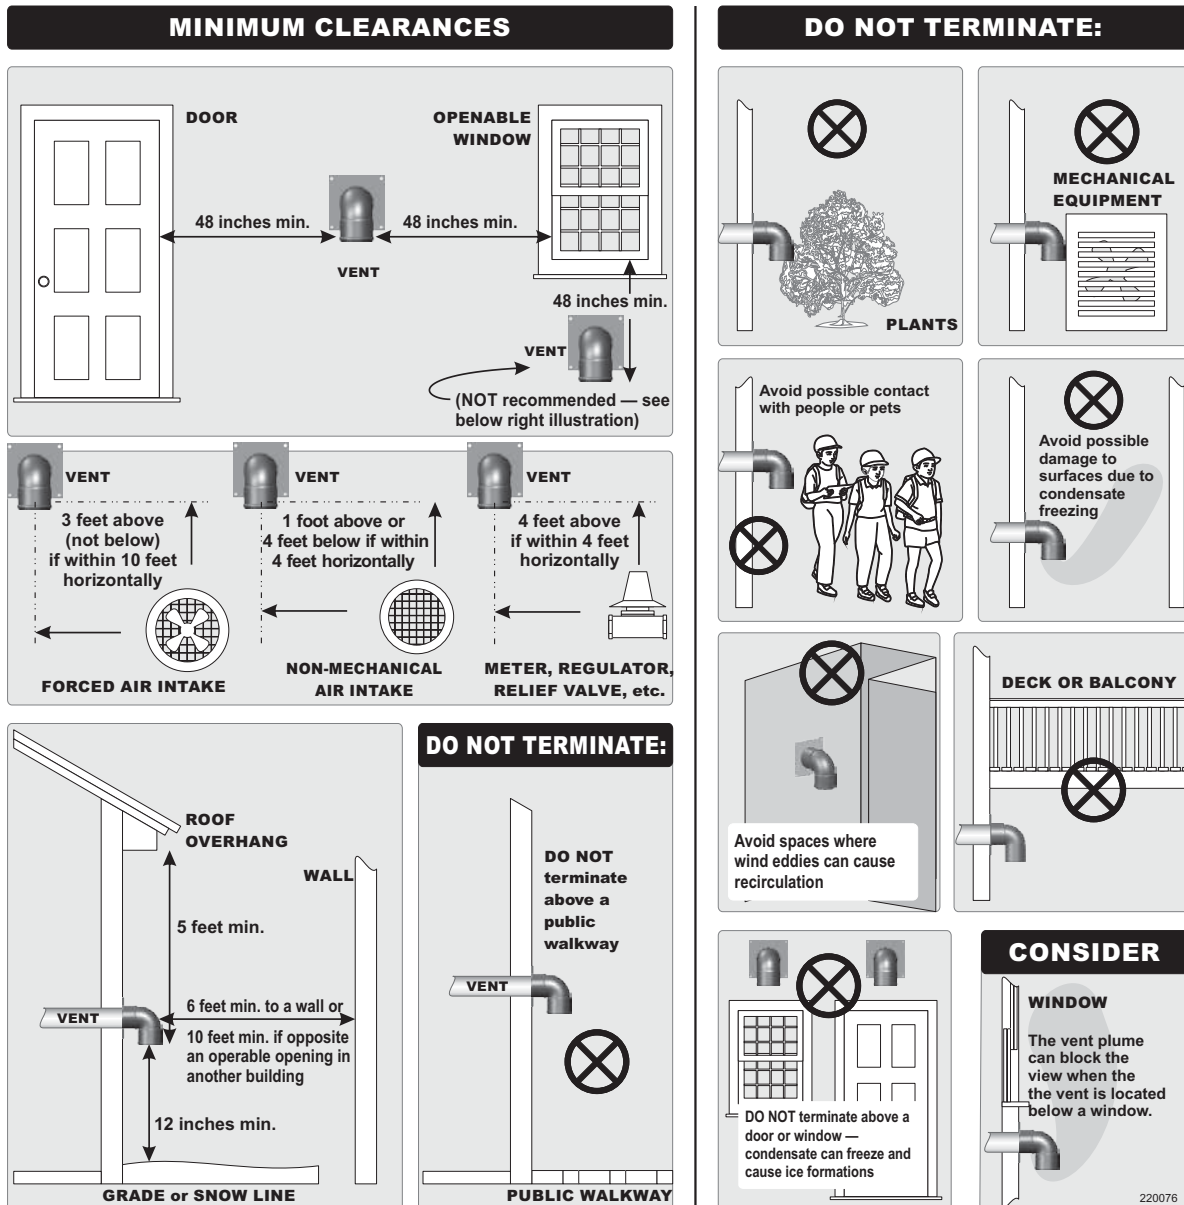 MINIMUM CLEARANCES
DOOR
OPENABLE
WINDOW
48 inches min.
48 inches min.
VENT
48 inches min.
VENT
(NOT recommended — see
below right illustration)
VENT
3 feet above
(not below)
if within 10 feet
horizontally
FORCED AIR INTAKE
VENT
1 foot above or
4 feet below if within
4 feet horizontally
NON-MECHANICAL
AIR INTAKE
VENT
4 feet above
if within 4 feet
horizontally
METER, REGULATOR,
RELIEF VALVE, etc.
ROOF
OVERHANG
WALL
5 feet min.
VENT
6 feet min. to a wall or
10 feet min. if opposite
an operable opening in
another building
12 inches min.
GRADE or SNOW LINE
DO NOT TERMINATE:
DO NOT
terminate
above a
public
walkway
VENT
PUBLIC WALKWAY
DO NOT TERMINATE:
PLANTS
MECHANICAL
EQUIPMENT
Avoid possible contact
with people or pets
Avoid possible
damage to
surfaces due to
condensate
freezing
Avoid spaces where
wind eddies can cause
recirculation
DECK OR BALCONY
DO NOT terminate above a
door or window —
condensate can freeze and
cause ice formations
CONSIDER
WINDOW
The vent plume
can block the
view when the
the vent is located
below a window.
220076